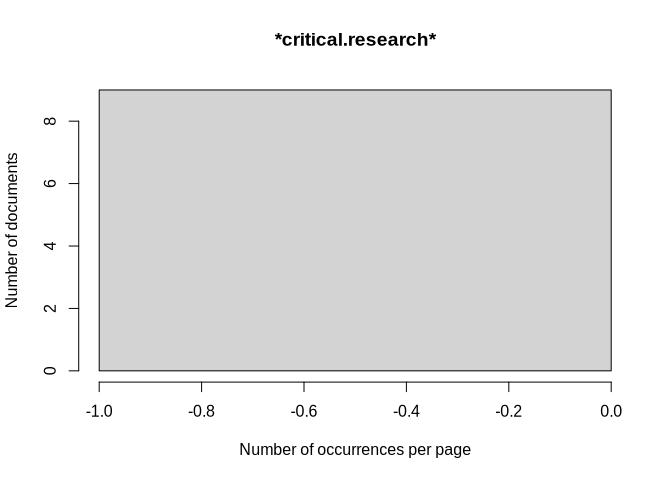 *critical.research*
Number of documents
8
6
4
2
0
-1.0 -0.8 -0.6 -0.4 -0.2 0.0
Number of occurrences per page